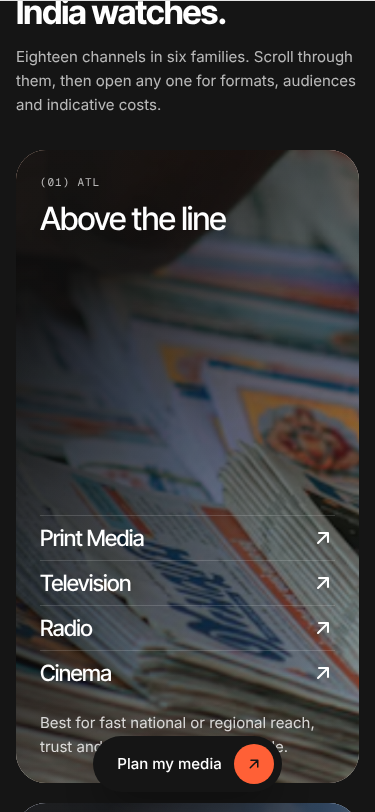 India watches.
Eighteen channels in six families. Scroll through
them, then open any one for formats, audiences
and indicative costs.
(01) ATL
Above the line
Print Media
Television
Radio
Cinema
Best for fast national or regional reach,
trust and
Plan my media